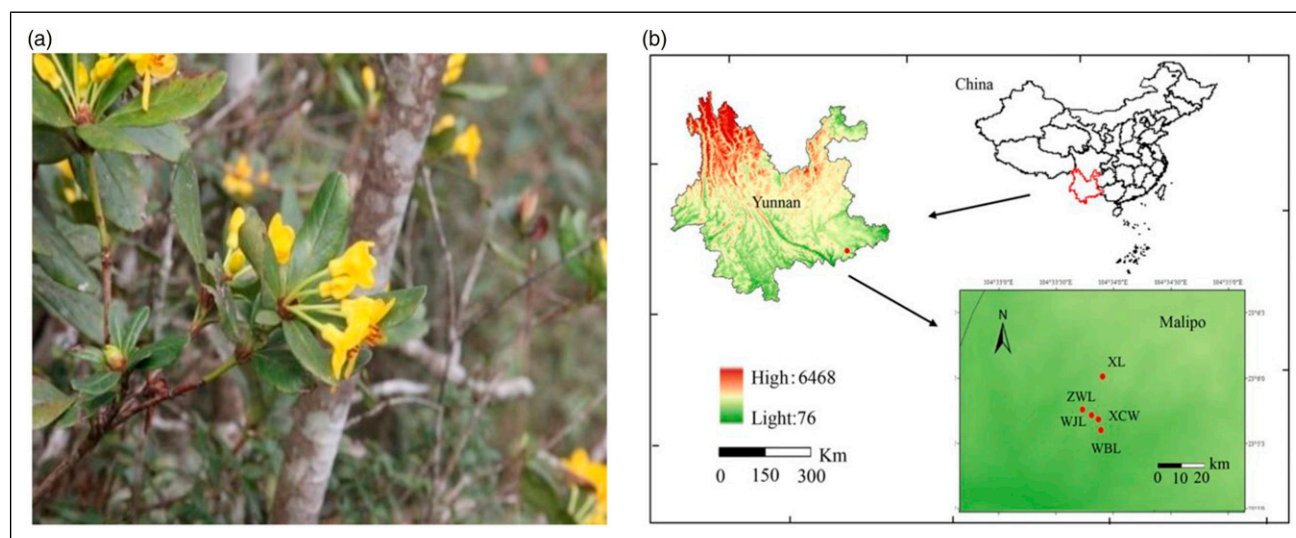 (a)
(b)
China
Yunnan
High:6468
Light:76
Km
0 150 300
N
Malipo
XL
ZWL
WJL
XCW
WBL
km
0 10 20